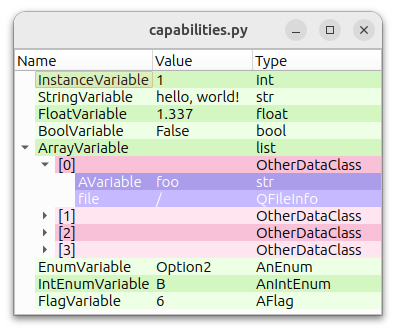 capabilities.py
Name Value Type
InstanceVariable 1 int
StringVariable hello, world! str
FloatVariable 1.337 float
BoolVariable False bool
ArrayVariable list
[0] OtherDataClass
AVariable foo str
file / QFileInfo
[1] OtherDataClass
[2] OtherDataClass
[3] OtherDataClass
EnumVariable Option2 AnEnum
IntEnumVariable B AnIntEnum
FlagVariable 6 AFlag